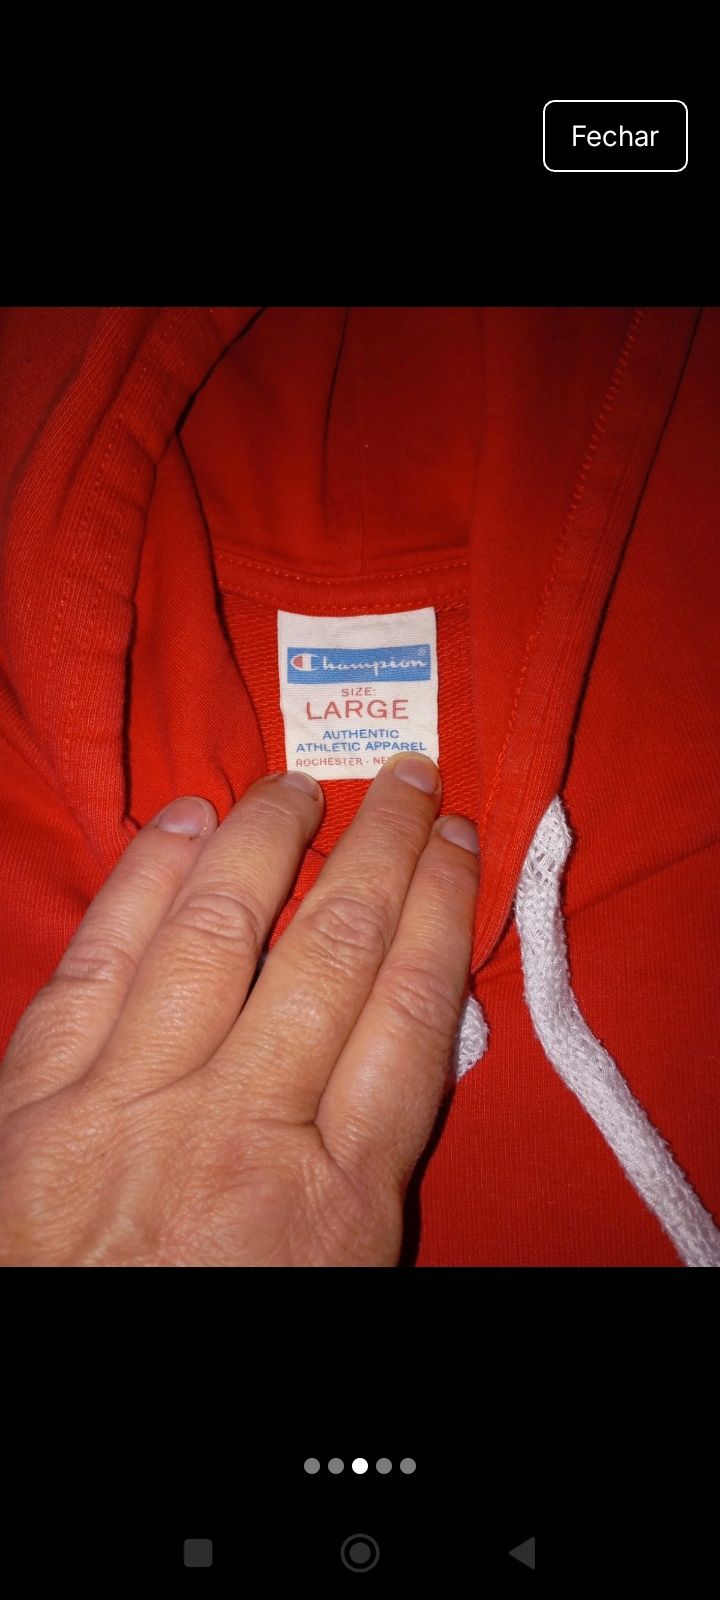 Fechar
Champion®
SIZE:
LARGE
AUTHENTIC
ATHLETIC APPAREL
ROCHESTER -